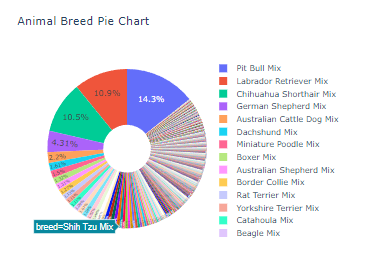 Animal Breed Pie Chart
14.3%
10.9%
10.5%
4.31%
2.2%
Pit Bull Mix
Labrador Retriever Mix
Chihuahua Shorthair Mix
German Shepherd Mix
Australian Cattle Dog Mix
Dachshund Mix
Miniature Poodle Mix
Boxer Mix
Australian Shepherd Mix
Border Collie Mix
Rat Terrier Mix
Yorkshire Terrier Mix
Catahoula Mix
Beagle Mix
breed=Shih Tzu Mix